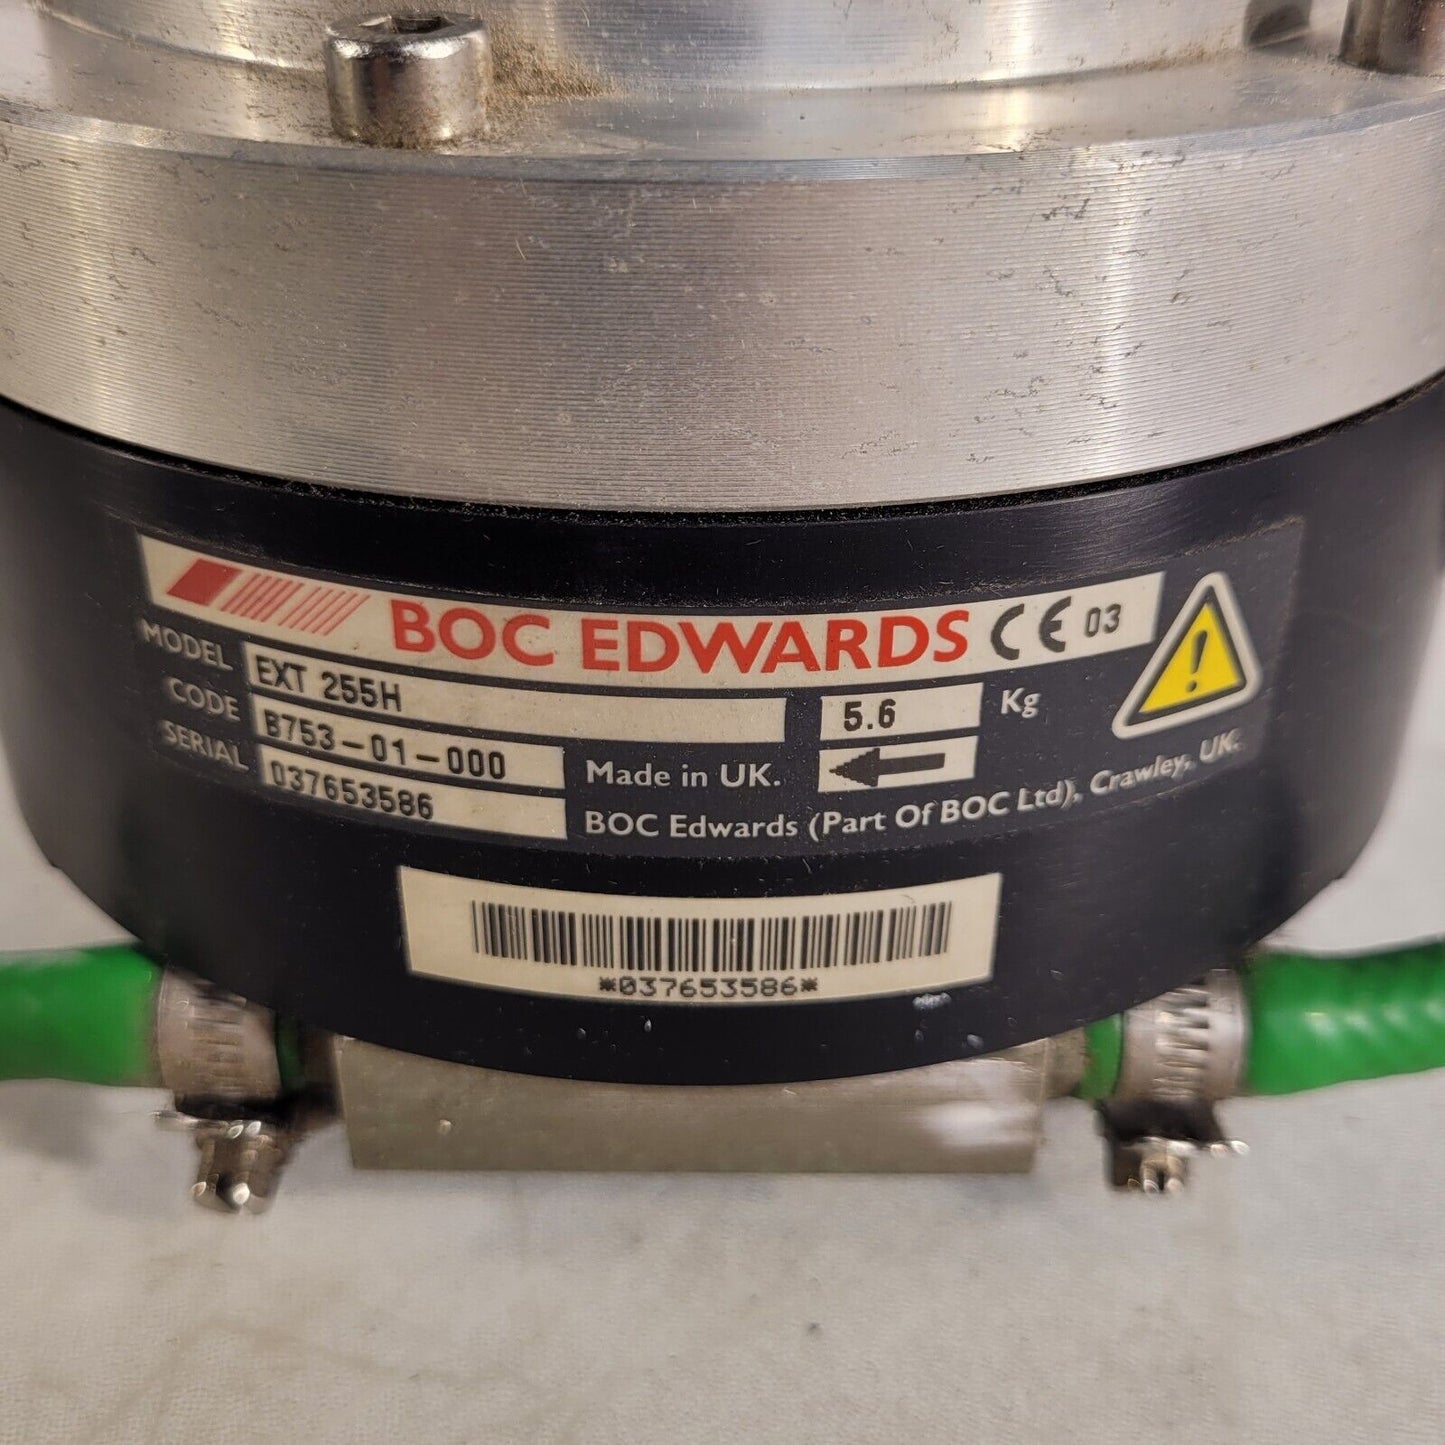 BOC EDWARDS CE 03
MODEL EXT 255H 5.6 Kg
CODE B753-01-000 Made in UK.
SERIAL 037653586 BOC Edwards (Part Of BOC Ltd), Crawley, UK.
*037653586*